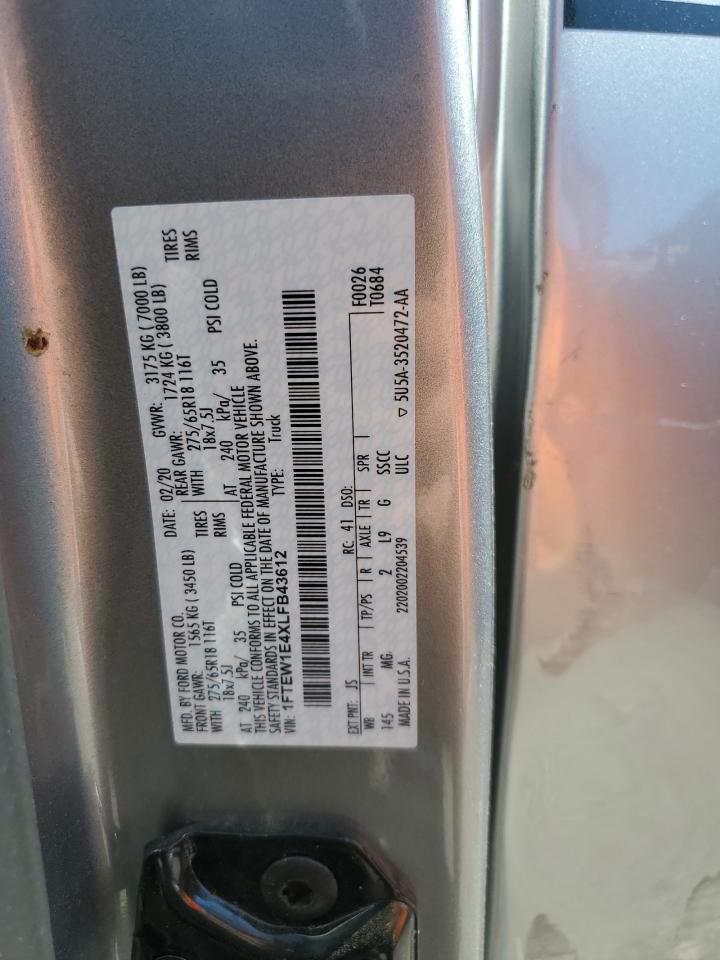 MFD. BY FORD MOTOR CO. DATE: 02/20 GVWR: 3175 KG ( 7000 LB)
FRONT GAWR: 1565 KG ( 3450 LB) REAR GAWR: 1724 KG ( 3800 LB)
WITH 275/65R18 116T TIRES WITH 275/65R18 116T TIRES
18x7.5J RIMS 18x7.5J RIMS
AT 240 kPa/ 35 PSI COLD AT 240 kPa/ 35 PSI COLD
THIS VEHICLE CONFORMS TO ALL APPLICABLE FEDERAL MOTOR VEHICLE
SAFETY STANDARDS IN EFFECT ON THE DATE OF MANUFACTURE SHOWN ABOVE.
VIN: 1FTEW1E4XLFB43612 TYPE: Truck
EXT PNT: JS RC: 41 DSO: F0026
WB INT TR TP/PS R AXLE TR SPR T0684
145 MG 2 L9 G SSCC
MADE IN U.S.A. 2202002204539 ULC ▽ 5U5A-3520472-AA